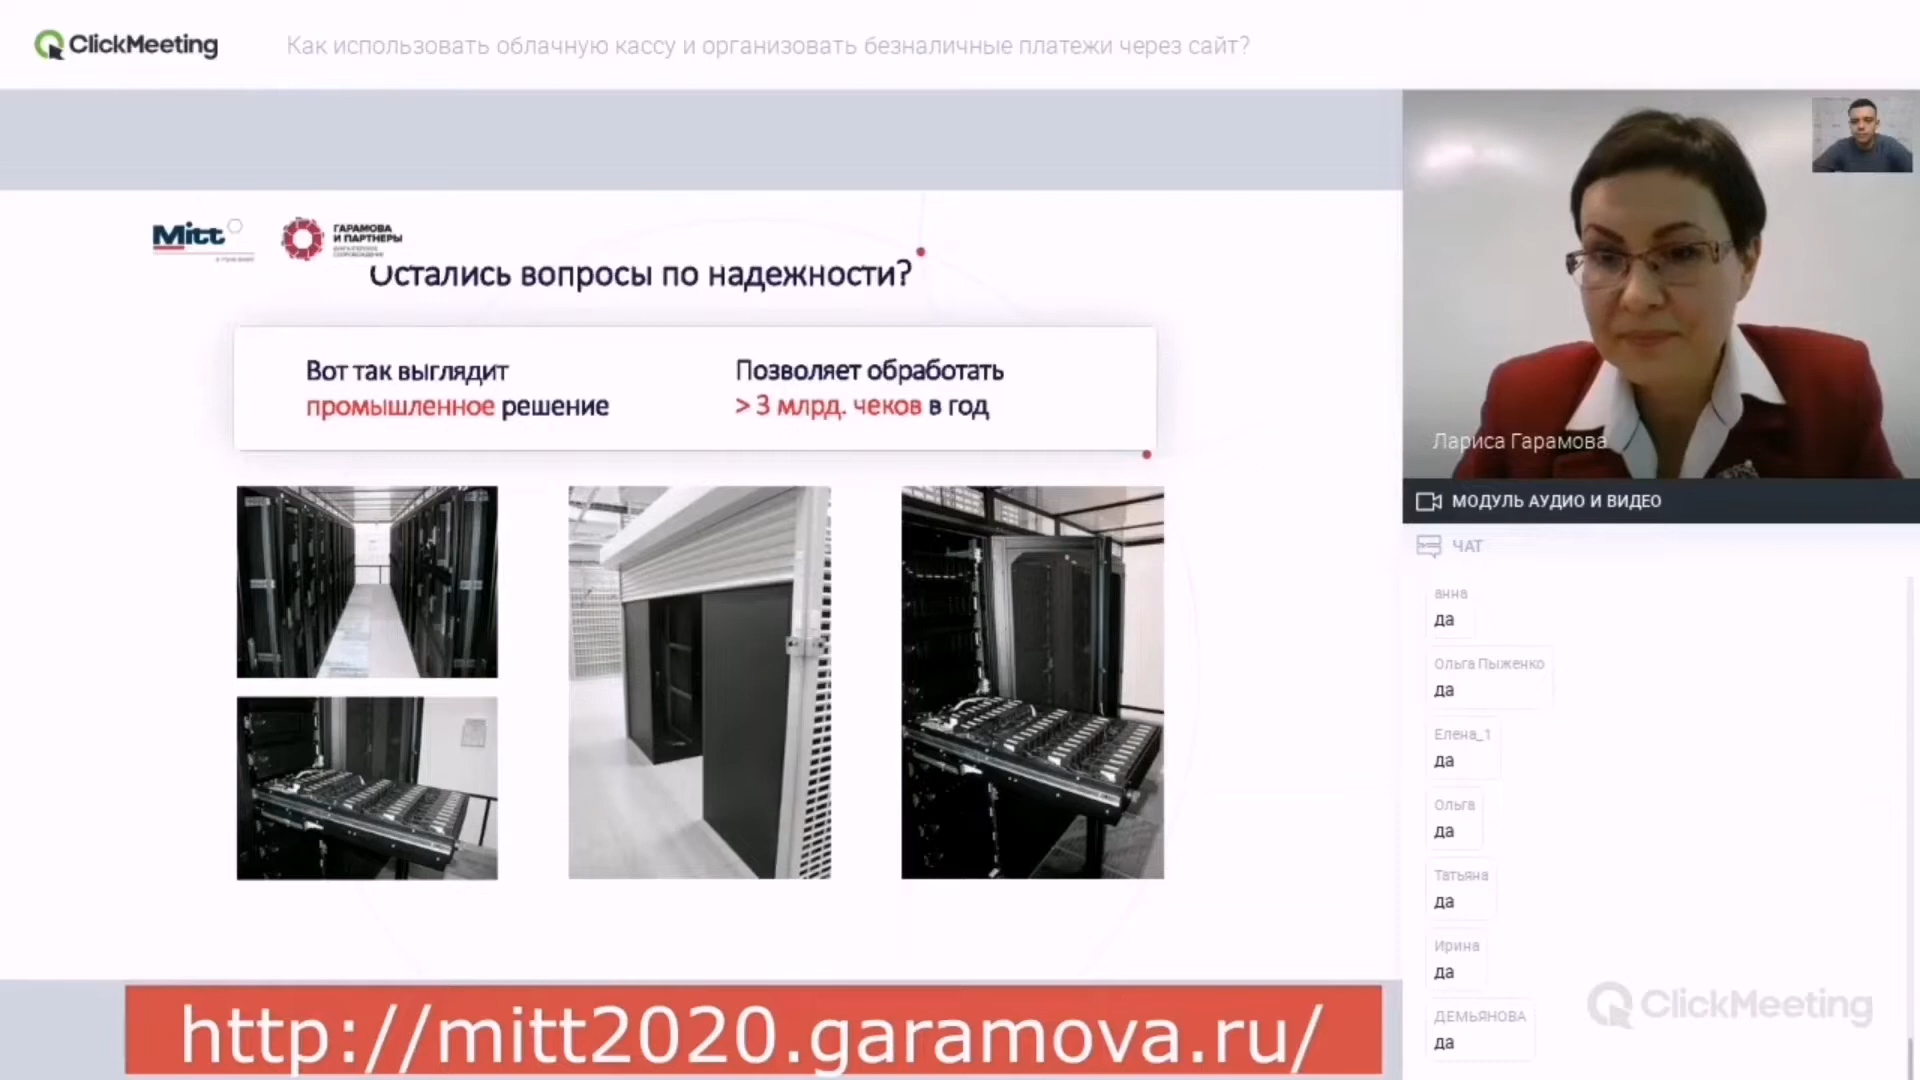 ClickMeeting
Как использовать облачную кассу и организовать безналичные платежи через сайт?
Mitt
ГАРАМОВА
И ПАРТНЕРЫ
Остались вопросы по надежности?
Вот так выглядит
промышленное решение
Позволяет обработать
> 3 млрд. чеков в год
http://mitt2020.garamova.ru/
Лариса Гарамова
МОДУЛЬ АУДИО И ВИДЕО
ЧАТ
анна
да
Ольга Пыженко
да
Елена_1
да
Ольга
да
Татьяна
да
Ирина
да
ДЕМЬЯНОВА
да
ClickMeeting